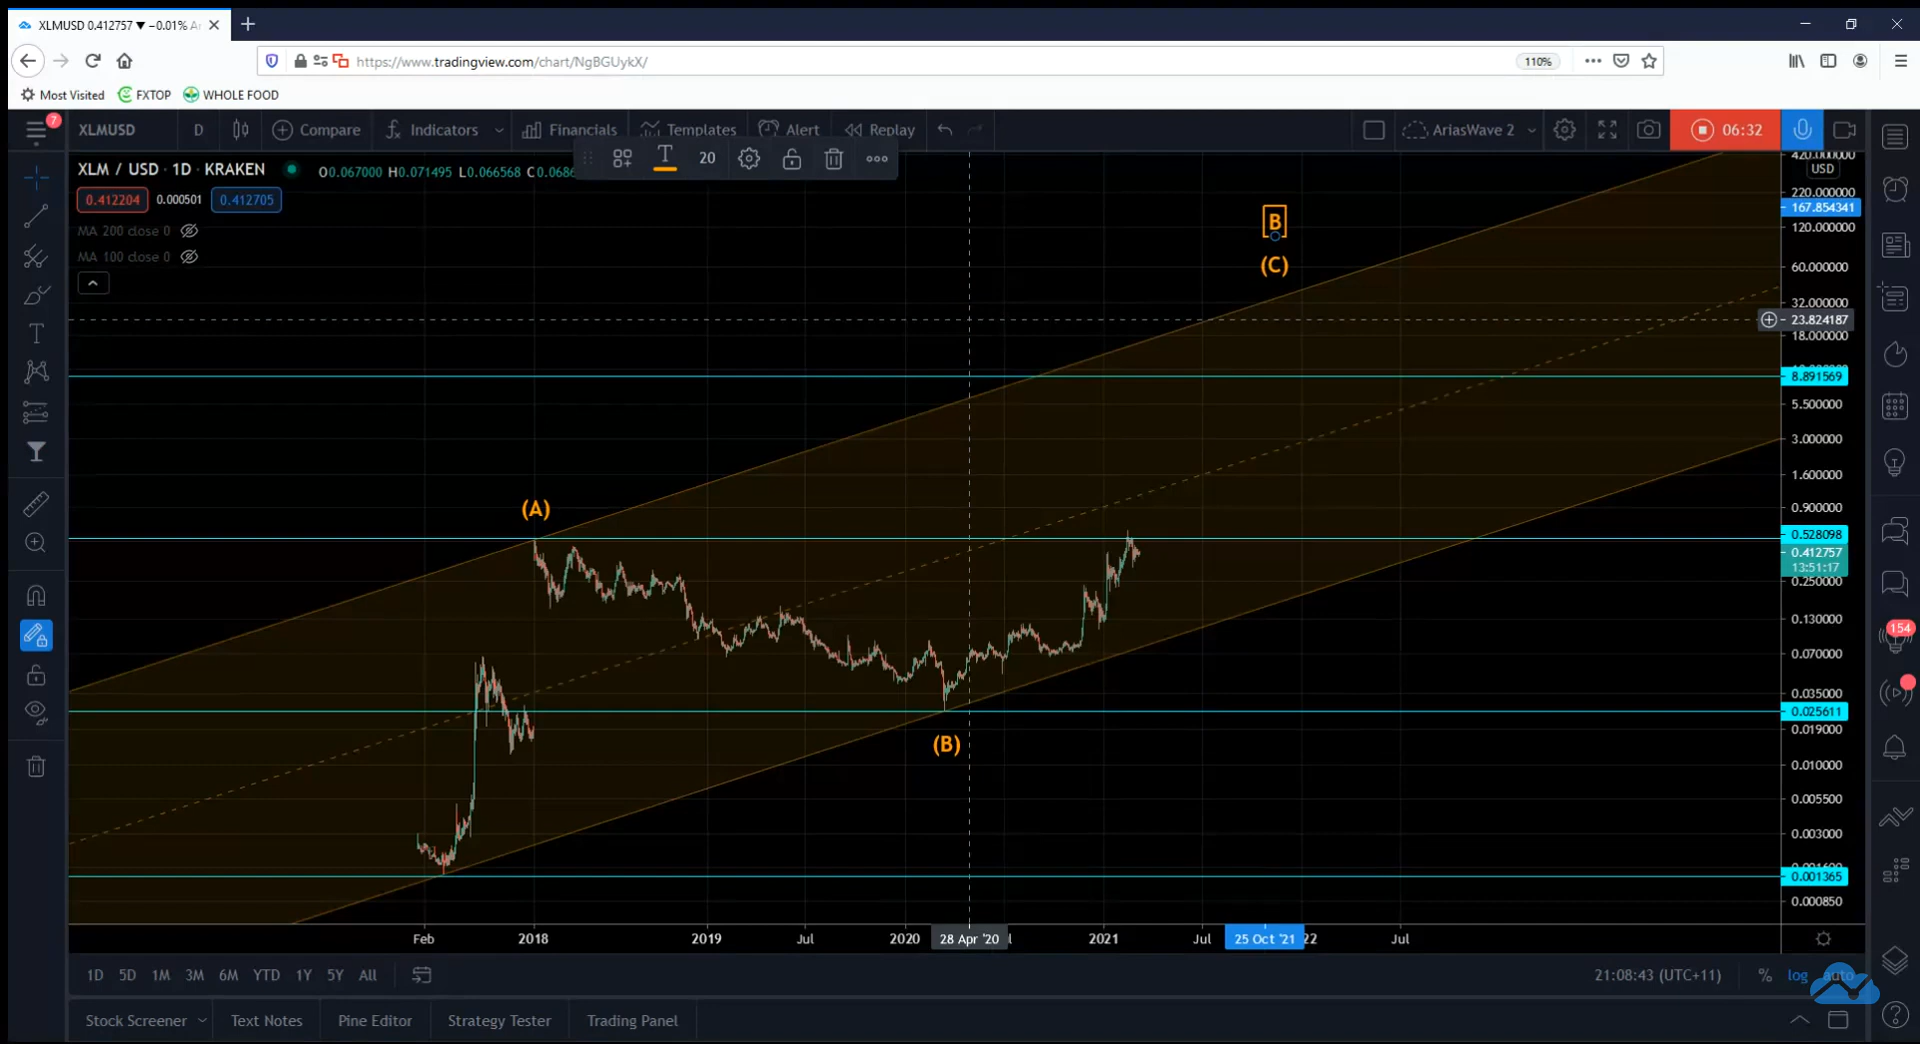 XLMUSD 0.412757 ▼ −0.01%
https://www.tradingview.com/chart/NgBGUykX/
110%
Most Visited FXTOP WHOLE FOOD
7 XLMUSD D Compare Indicators Financials Templates Alert Replay AriasWave 2 06:32
T 20
XLM / USD · 1D · KRAKEN O0.067000 H0.071495 L0.066568
0.412204 0.000501 0.412705
MA 200 close 0
MA 100 close 0
USD
220.000000
167.854341
120.000000
60.000000
32.000000
23.824187
18.000000
8.891569
5.500000
3.000000
1.600000
0.900000
0.528098
0.412757
13:51:17
0.250000
0.130000
0.070000
0.035000
0.025611
0.019000
0.010000
0.005500
0.003000
0.001365
0.000850
B
(C)
(A)
(B)
154
Feb 2018 2019 Jul 2020 28 Apr '20 2021 Jul 25 Oct '21 22 Jul
1D 5D 1M 3M 6M YTD 1Y 5Y All 21:08:43 (UTC+11) % log auto
Stock Screener Text Notes Pine Editor Strategy Tester Trading Panel